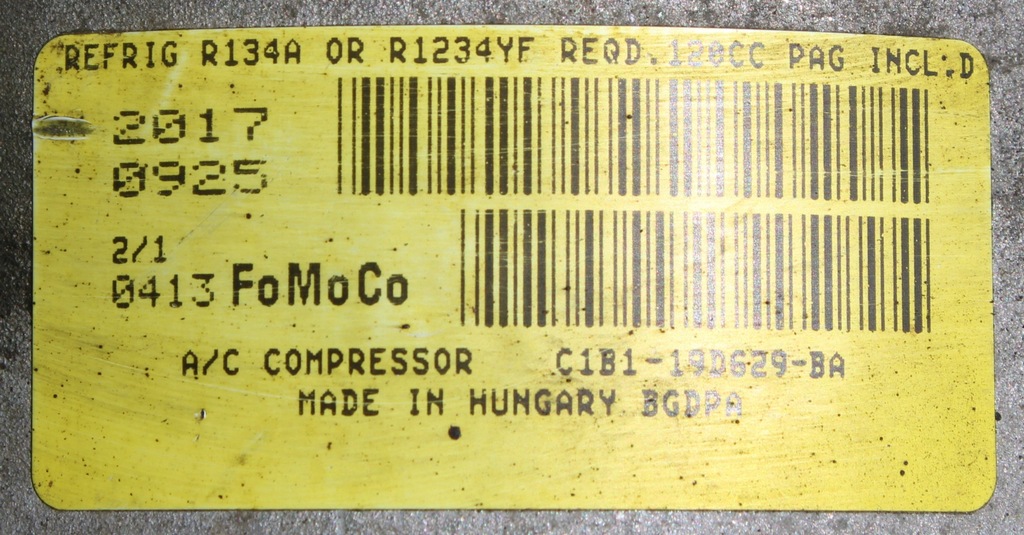 REFRIG R134A OR R1234YF REQD. 120CC PAG INCL.D
2017
0925
2/1
0413 FoMoCo
A/C COMPRESSOR C1B1-19D629-BA
MADE IN HUNGARY BGDPA